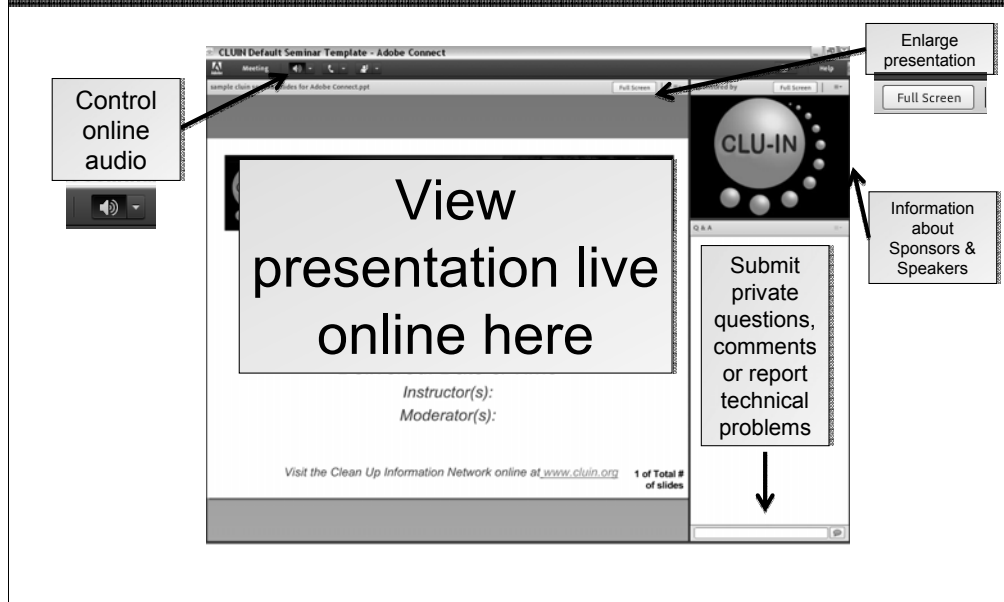 CLUIN Default Seminar Template - Adobe Connect
Meeting
Help
sample cluin
slides for Adobe Connect.ppt
Full Screen
by
Full Screen
Enlarge
presentation
Full Screen
Control
online
audio
CLU-IN
View
presentation live
online here
Information
about
Sponsors &
Speakers
Q & A
Submit
private
questions,
comments
or report
technical
problems
Instructor(s):
Moderator(s):
Visit the Clean Up Information Network online at www.cluin.org
1 of Total #
of slides